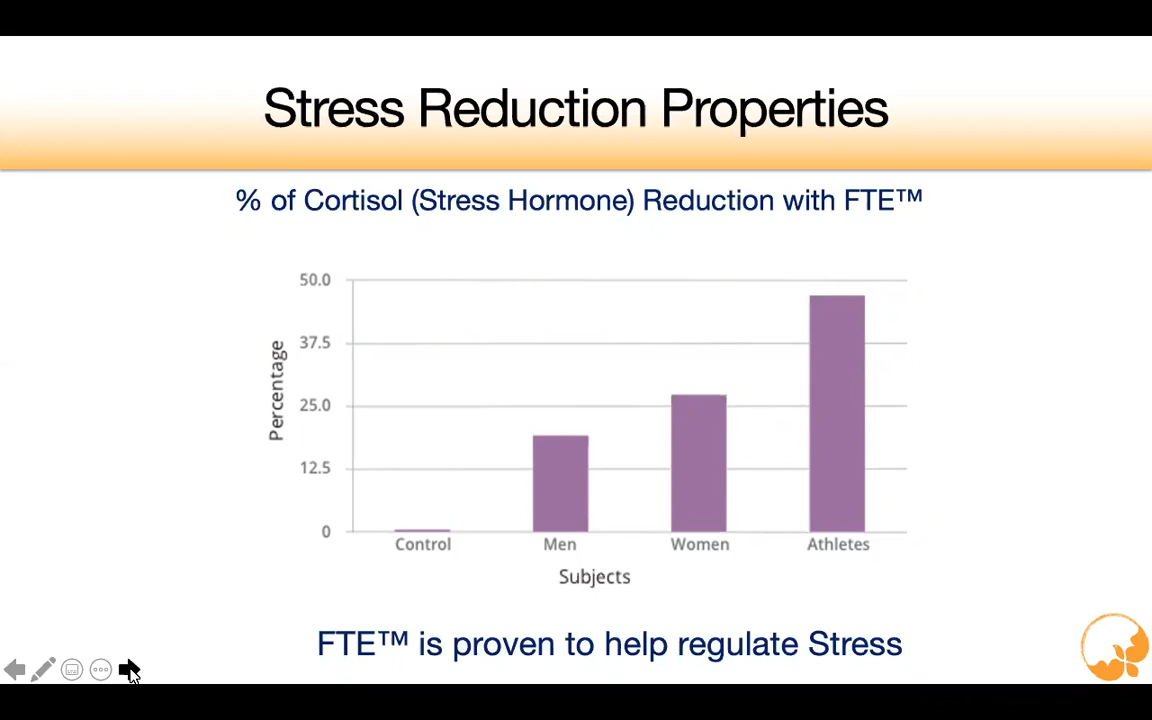 Stress Reduction Properties
% of Cortisol (Stress Hormone) Reduction with FTE™
50.0
37.5
25.0
12.5
0
Percentage
Control Men Women Athletes
Subjects
FTE™ is proven to help regulate Stress